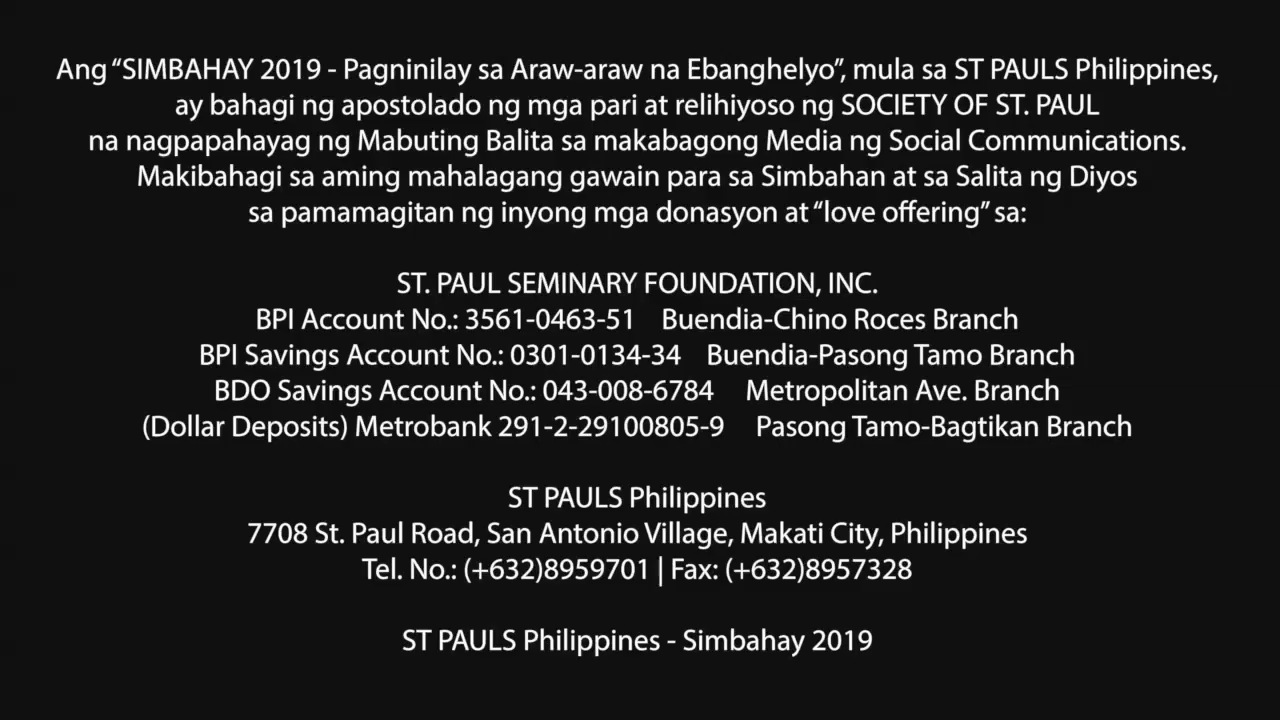 Ang “SIMBAHAY 2019 - Pagninilay sa Araw-araw na Ebanghelyo”, mula sa ST PAULS Philippines,
ay bahagi ng apostolado ng mga pari at relihiyoso ng SOCIETY OF ST. PAUL
na nagpapahayag ng Mabuting Balita sa makabagong Media ng Social Communications.
Makibahagi sa aming mahalagang gawain para sa Simbahan at sa Salita ng Diyos
sa pamamagitan ng inyong mga donasyon at “love offering” sa:
ST. PAUL SEMINARY FOUNDATION, INC.
BPI Account No.: 3561-0463-51 Buendia-Chino Roces Branch
BPI Savings Account No.: 0301-0134-34 Buendia-Pasong Tamo Branch
BDO Savings Account No.: 043-008-6784 Metropolitan Ave. Branch
(Dollar Deposits) Metrobank 291-2-29100805-9 Pasong Tamo-Bagtikan Branch
ST PAULS Philippines
7708 St. Paul Road, San Antonio Village, Makati City, Philippines
Tel. No.: (+632)8959701 | Fax: (+632)8957328
ST PAULS Philippines - Simbahay 2019